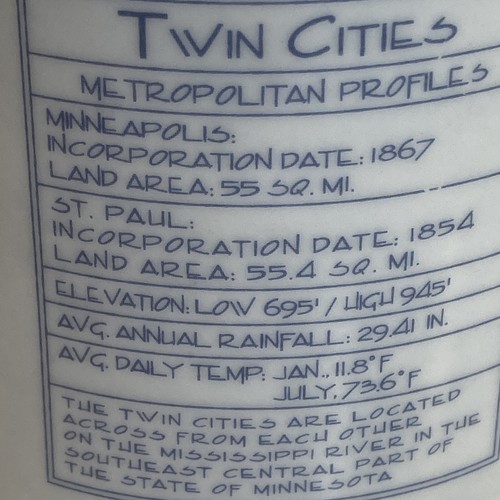 TWIN CITIES
METROPOLITAN PROFILES
MINNEAPOLIS:
INCORPORATION DATE: 1867
LAND AREA: 55 SQ. MI.
ST. PAUL:
INCORPORATION DATE: 1854
LAND AREA: 55.4 SQ. MI.
ELEVATION: LOW 695' / HIGH 945'
AVG. ANNUAL RAINFALL: 29.41 IN.
AVG. DAILY TEMP: JAN., 11.8°F
JULY, 73.6°F
THE TWIN CITIES ARE LOCATED
ACROSS FROM EACH OTHER
ON THE MISSISSIPPI RIVER IN THE
SOUTHEAST CENTRAL PART OF
THE STATE OF MINNESOTA